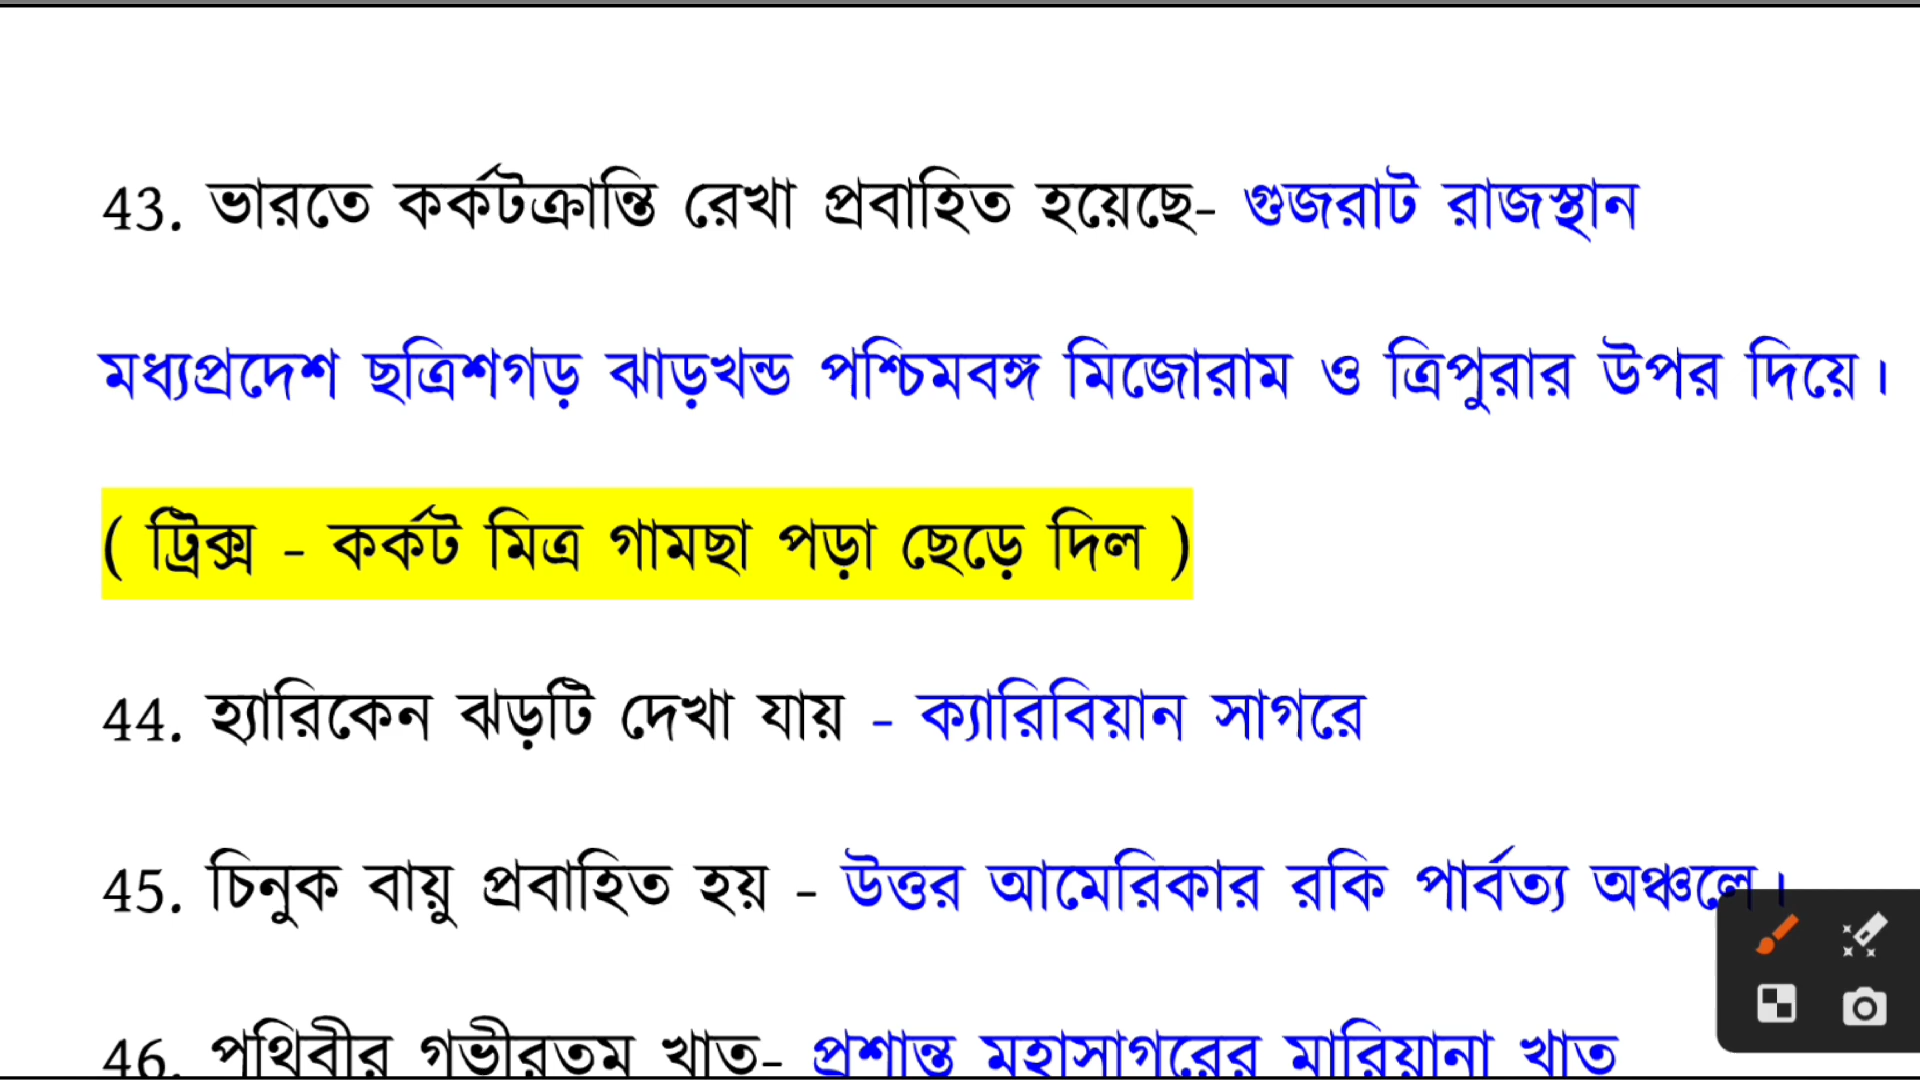 43. ভারতে কর্কটক্রান্তি রেখা প্রবাহিত হয়েছে- গুজরাট রাজস্থান
মধ্যপ্রদেশ ছত্রিশগড় ঝাড়খন্ড পশ্চিমবঙ্গ মিজোরাম ও ত্রিপুরার উপর দিয়ে।
( ট্রিক্স - কর্কট মিত্র গামছা পড়া ছেড়ে দিল )
44. হ্যারিকেন ঝড়টি দেখা যায় - ক্যারিবিয়ান সাগরে
45. চিনুক বায়ু প্রবাহিত হয় - উত্তর আমেরিকার রকি পার্বত্য অঞ্চলে।
46. পৃথিবীর গভীরতম খাত- প্রশান্ত মহাসাগরের মারিয়ানা খাত